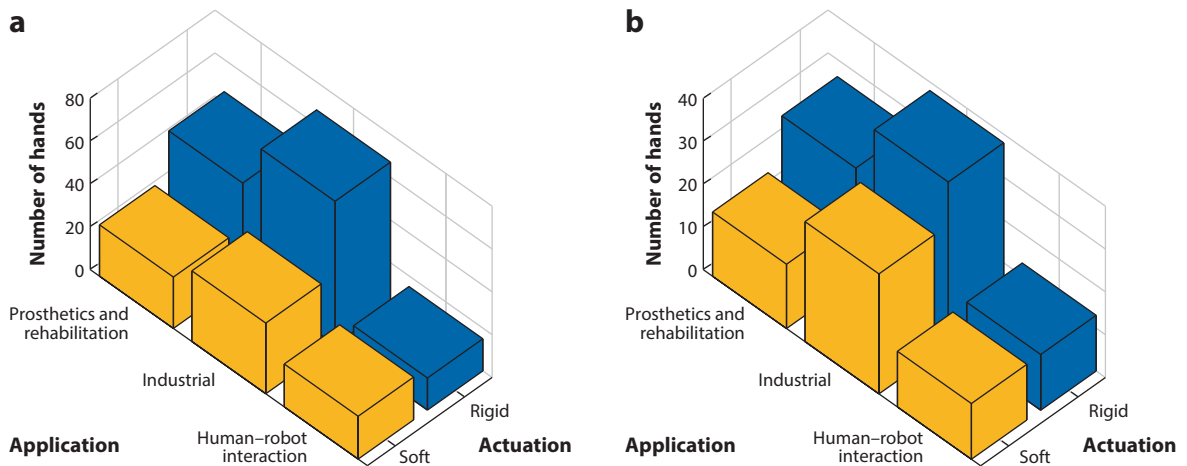 a
Number of hands
80
60
40
20
0
Prosthetics and
rehabilitation
Industrial
Human–robot
interaction
Application
Soft
Rigid
Actuation
b
Number of hands
40
30
20
10
0
Prosthetics and
rehabilitation
Industrial
Human–robot
interaction
Application
Soft
Rigid
Actuation